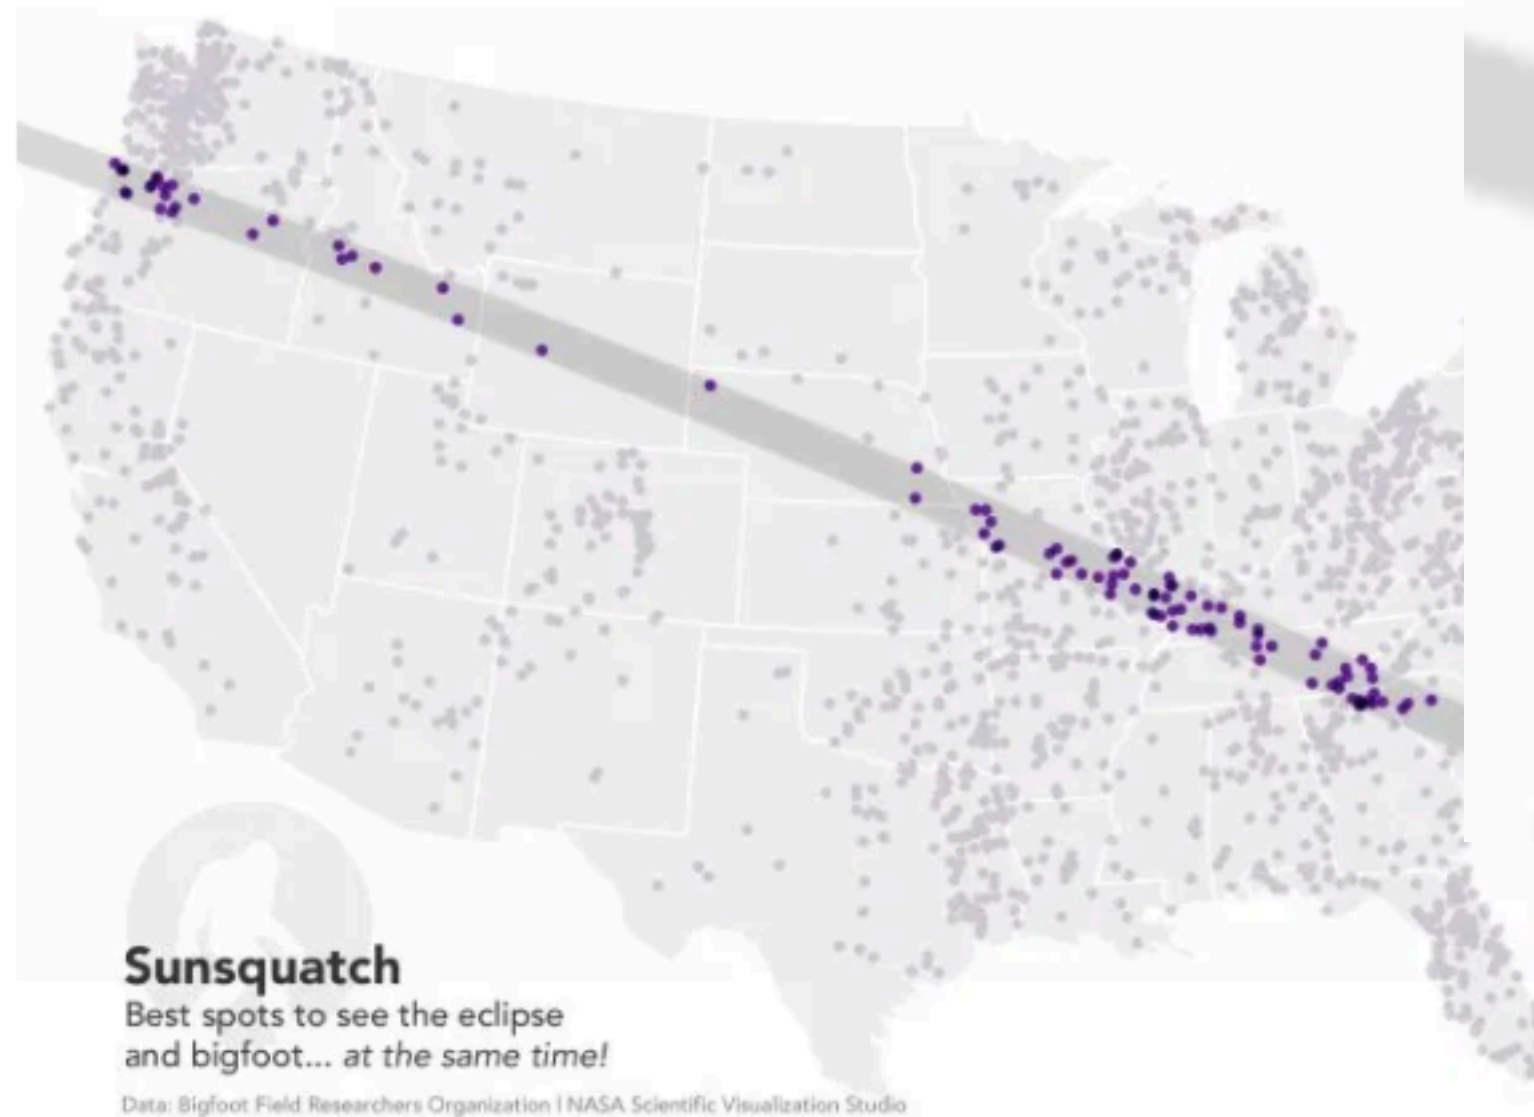 Sunsquatch
Best spots to see the eclipse
and bigfoot... at the same time!
Data: Bigfoot Field Researchers Organization | NASA Scientific Visualization Studio